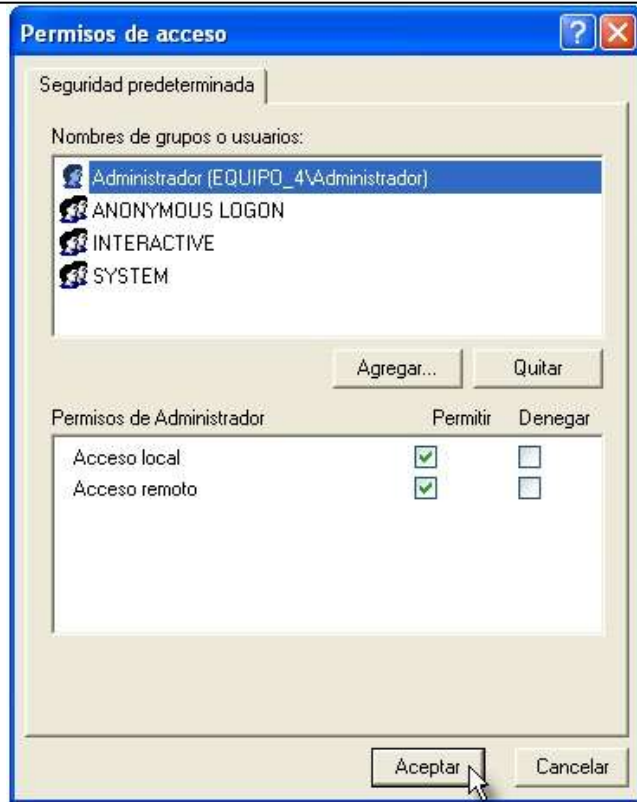 Permisos de acceso
Seguridad predeterminada
Nombres de grupos o usuarios:
Administrador (EQUIPO_4\Administrador)
ANONYMOUS LOGON
INTERACTIVE
SYSTEM
Agregar... Quitar
Permisos de Administrador Permitir Denegar
Acceso local
Acceso remoto
Aceptar Cancelar